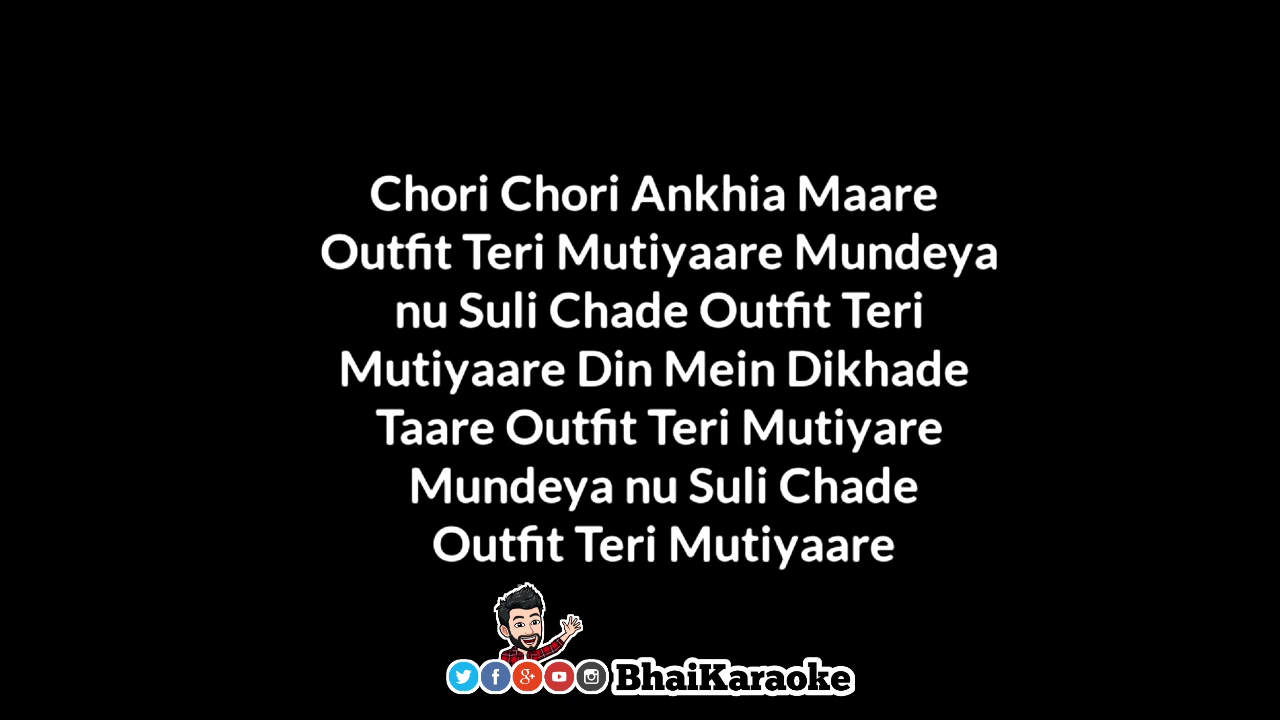 Chori Chori Ankhia Maare
Outfit Teri Mutiyaare Mundeya
nu Suli Chade Outfit Teri
Mutiyaare Din Mein Dikhade
Taare Outfit Teri Mutiyare
Mundeya nu Suli Chade
Outfit Teri Mutiyaare
BhaiKaraoke